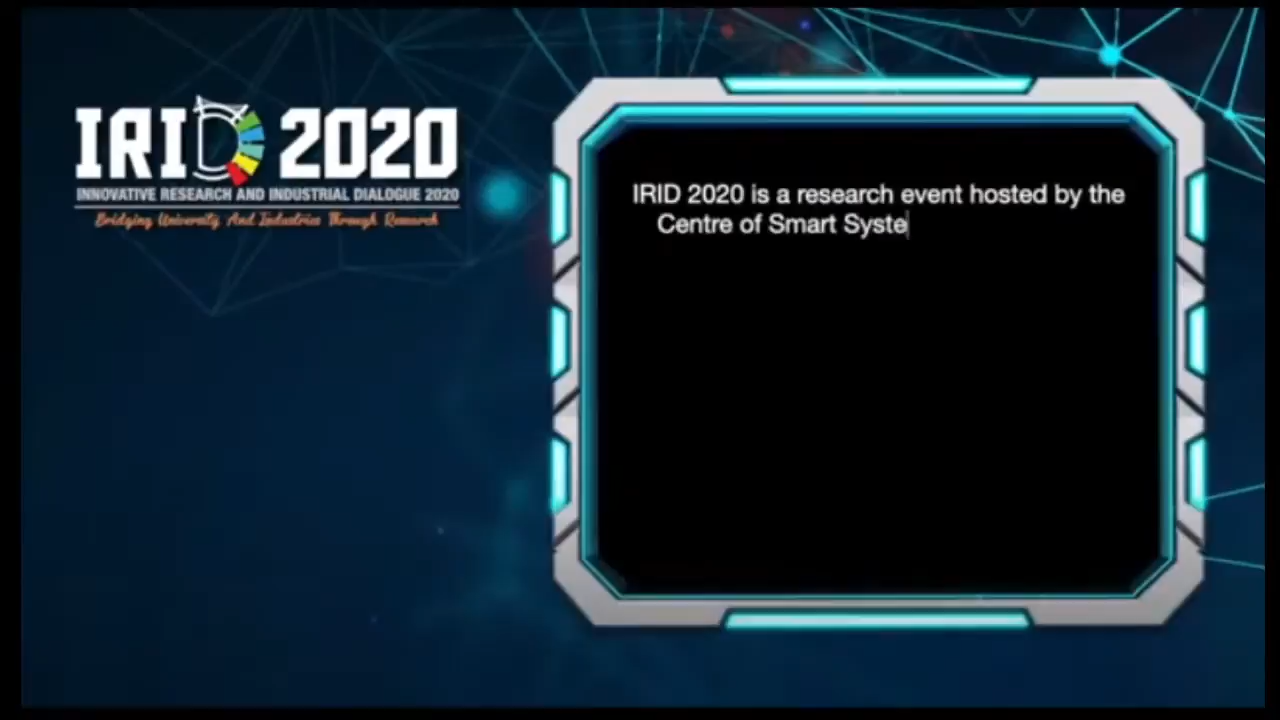 IRID 2020
INNOVATIVE RESEARCH AND INDUSTRIAL DIALOGUE 2020
Bridging University And Industries Through Research
IRID 2020 is a research event hosted by the
Centre of Smart Syste